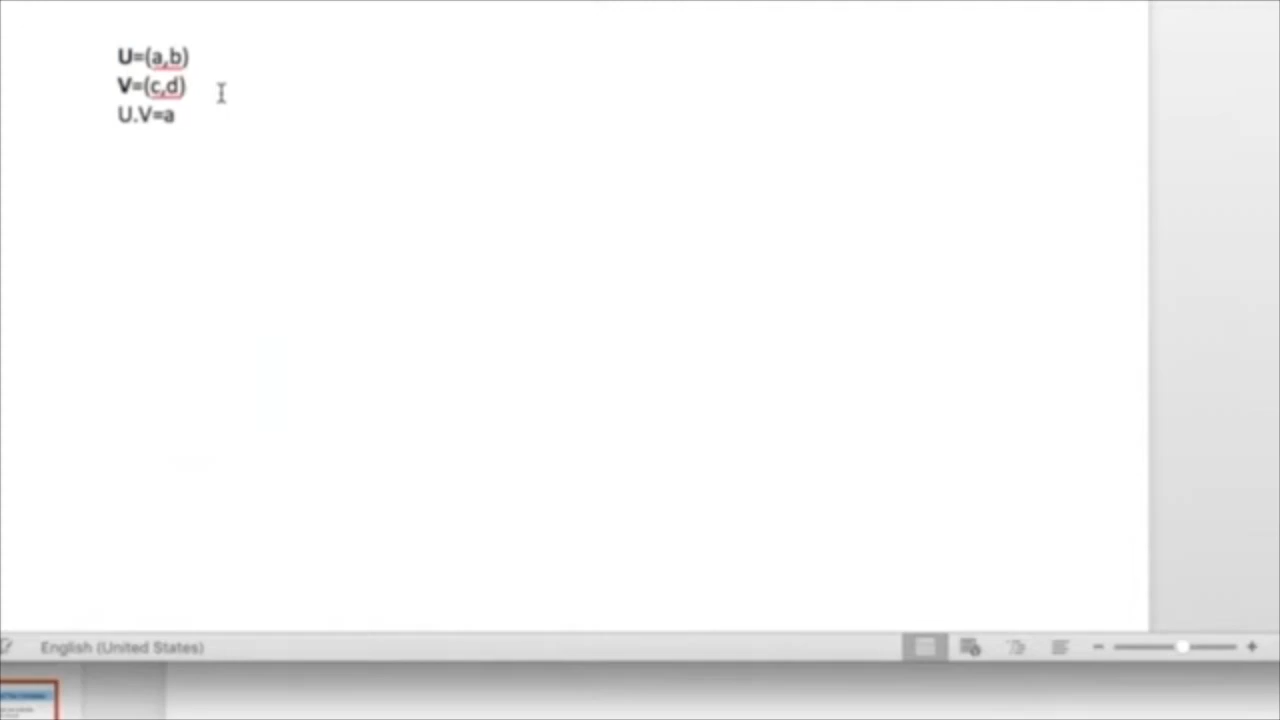 U=(a,b)
V=(c,d)
U.V=a
English (United States)